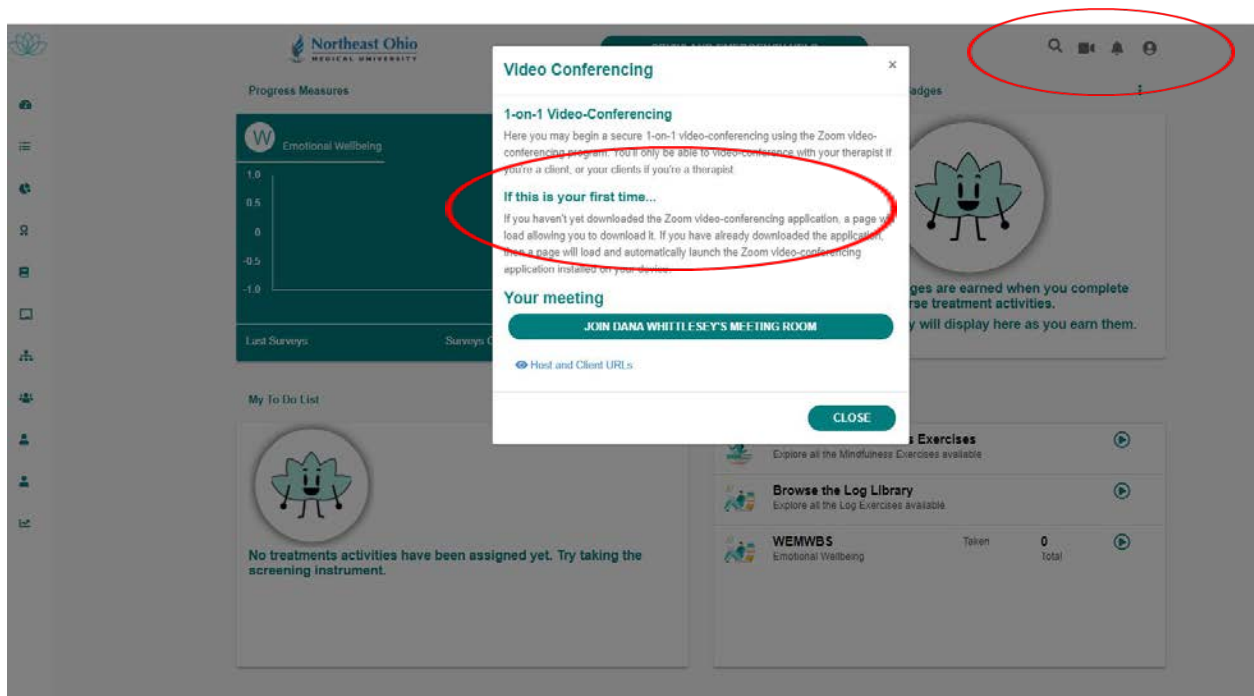 Northeast Ohio
MEDICAL UNIVERSITY
Progress Measures
W
Emotional Wellbeing
1.0
0.5
0
-0.5
-1.0
Last Surveys
Surveys
Video Conferencing
×
1-on-1 Video-Conferencing
Here you may begin a secure 1-on-1 video-conferencing using the Zoom video-
conferencing program. You'll only be able to video-conference with your therapist if
you're a client, or your clients if you're a therapist.
If this is your first time...
If you haven't yet downloaded the Zoom video-conferencing application, a page will
load allowing you to download it. If you have already downloaded the application,
then a page will load and automatically launch the Zoom video-conferencing
application installed on your device.
Your meeting
JOIN DANA WHITTLESEY'S MEETING ROOM
Host and Client URLs
CLOSE
adges
ges are earned when you complete
rse treatment activities.
y will display here as you earn them.
My To Do List
No treatments activities have been assigned yet. Try taking the
screening instrument.
s Exercises
Explore all the Mindfulness Exercises available
Browse the Log Library
Explore all the Log Exercises available
WEMWBS
Emotional Wellbeing
Taken
0
Total